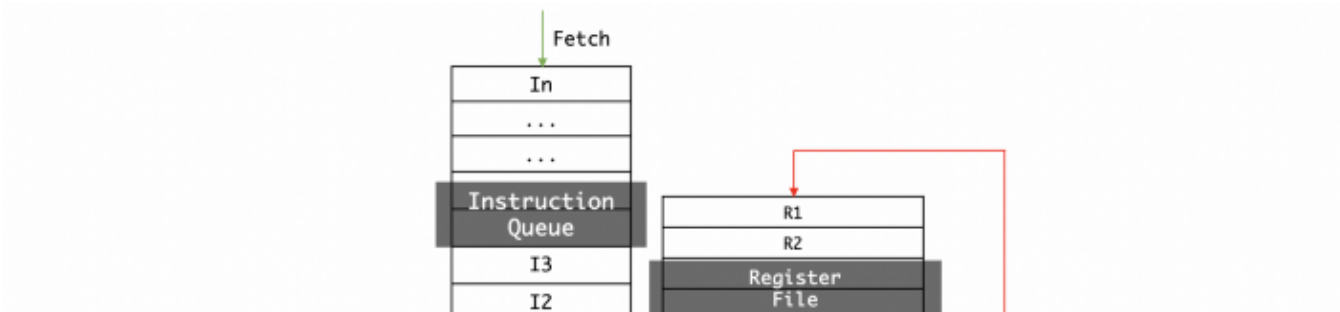 Fetch
In
...
...
Instruction
Queue
I3
I2
R1
R2
Register
File